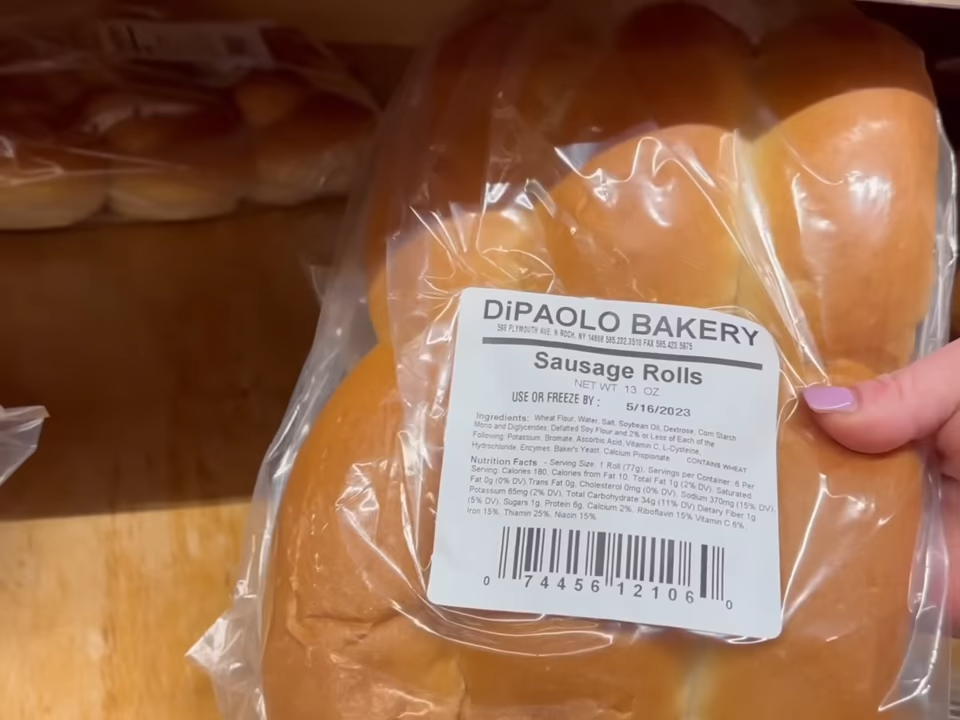 DiPAOLO BAKERY
598 PLYMOUTH AVE. N ROCH, NY 14608 585.232.3510 FAX 585.423.5975
Sausage Rolls
NET WT 13 OZ
USE OR FREEZE BY : 5/16/2023
Ingredients: Wheat Flour, Water, Salt, Soybean Oil, Dextrose, Corn Starch
Mono and Diglycerides, Defatted Soy Flour and 2% or Less of Each of the
Following: Potassium, Bromate, Ascorbic Acid, Vitamin C, L-Cysteine,
Hydrochloride, Enzymes, Baker's Yeast, Calcium Propionate. CONTAINS WHEAT
Nutrition Facts - Serving Size: 1 Roll (77g), Servings per Container: 6 Per
Serving: Calories 180, Calories from Fat 10, Total Fat 1g (2% DV), Saturated
Fat 0g (0% DV), Trans Fat 0g, Cholesterol 0mg (0% DV), Sodium 370mg (15% DV),
Potassium 65mg (2% DV), Total Carbohydrate 34g (11% DV) Dietary Fiber 1g
(5% DV), Sugars 1g, Protein 6g, Calcium 2%, Riboflavin 15% Vitamin C 6%,
Iron 15%, Thiamin 25%, Niacin 15%
0 74456 12106 0